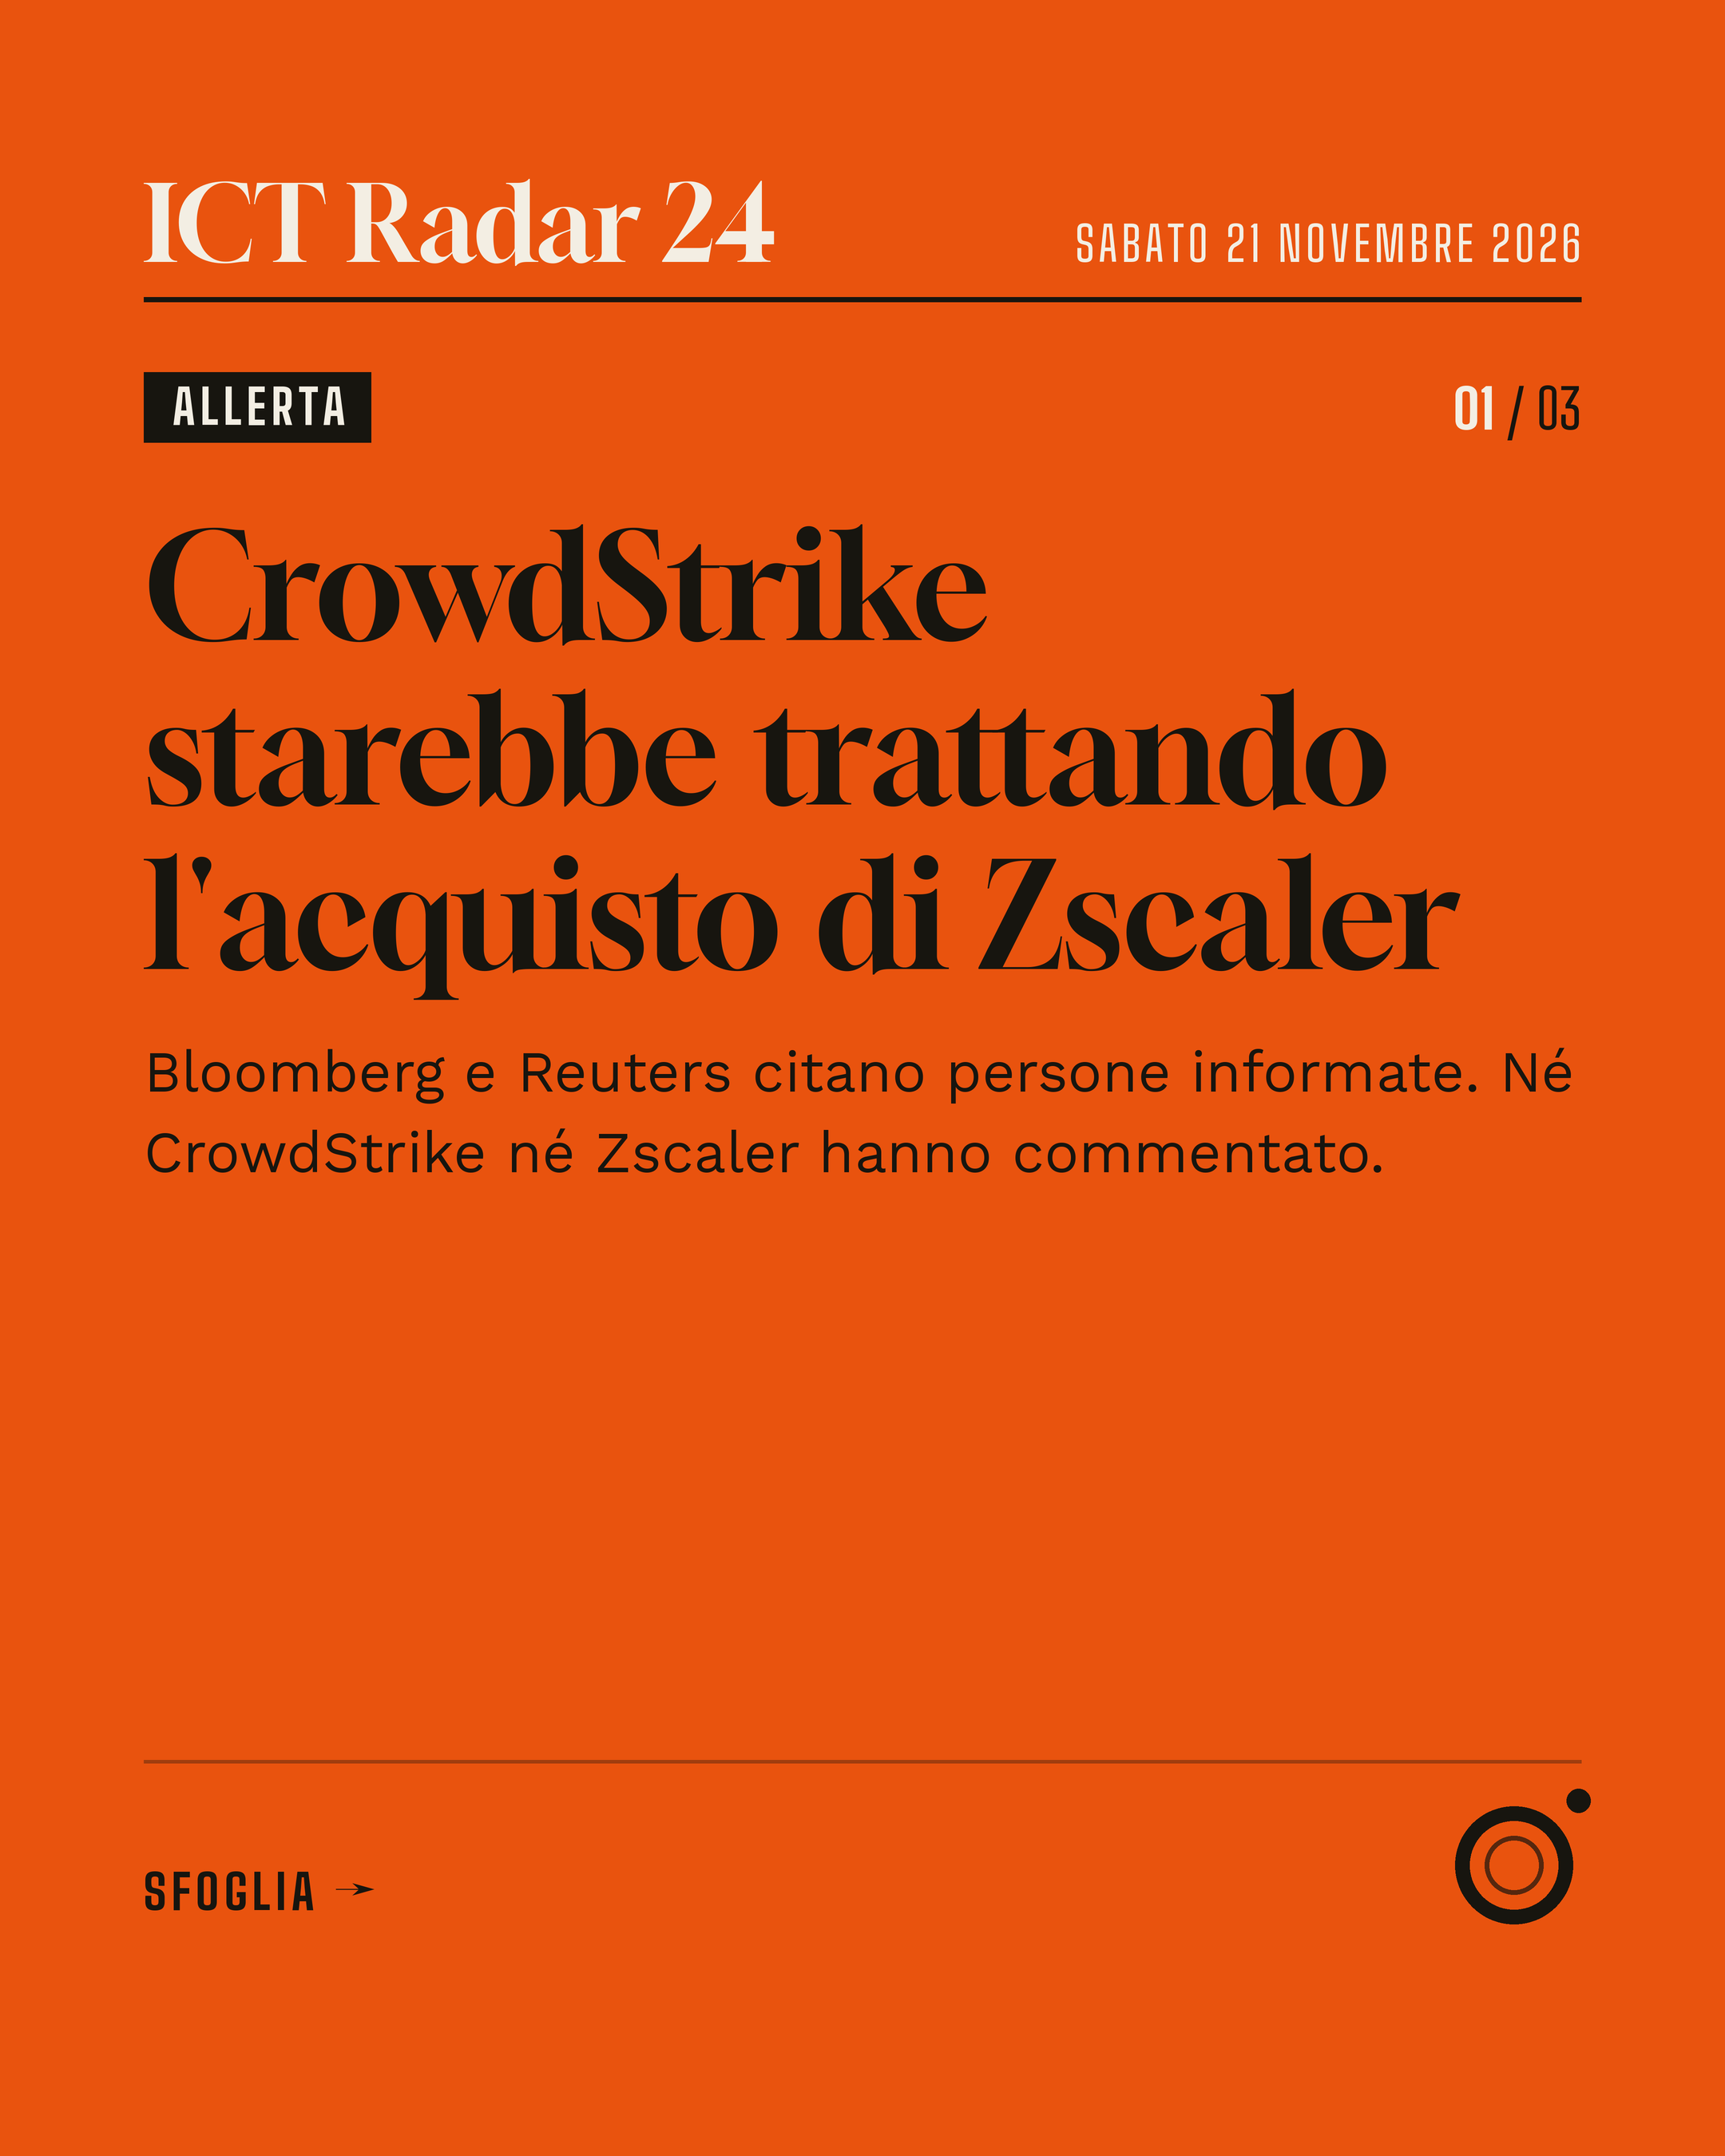 ICT Radar 24
SABATO 21 NOVEMBRE 2026
ALLERTA
01 / 03
CrowdStrike
starebbe trattando
l'acquisto di Zscaler
Bloomberg e Reuters citano persone informate. Né
CrowdStrike né Zscaler hanno commentato.
SFOGLIA →